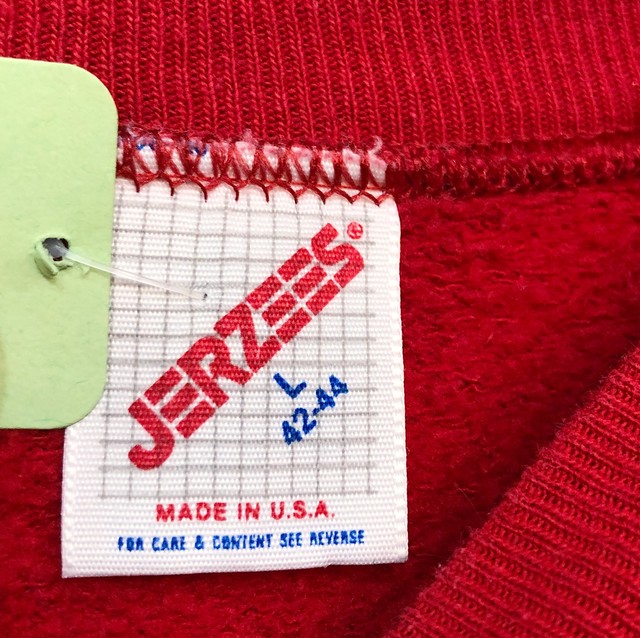 JERZEES®
L
42-44
MADE IN U.S.A.
FOR CARE & CONTENT SEE REVERSE